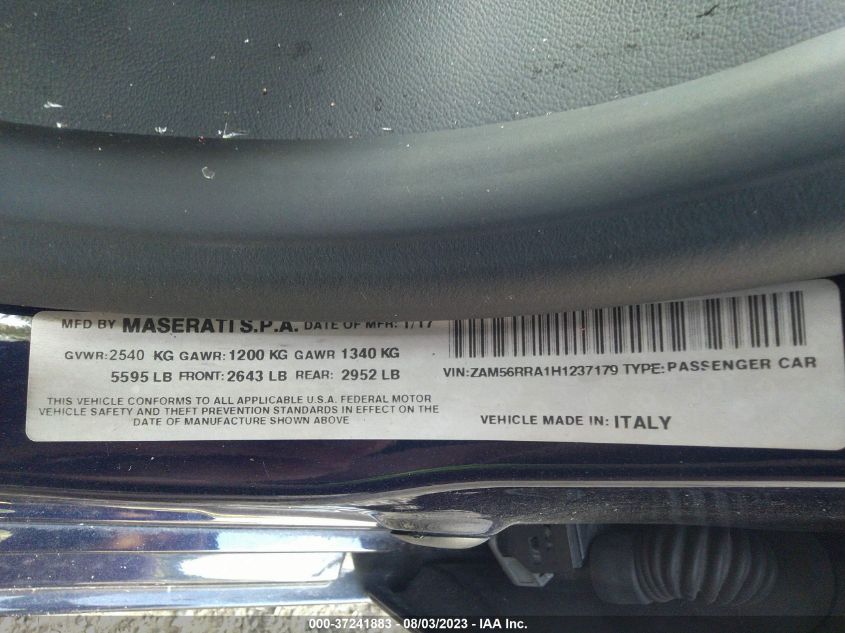 MFD BY MASERATI S.P.A. DATE OF MFR: 1/17
GVWR:2540 KG GAWR:1200 KG GAWR 1340 KG
5595 LB FRONT:2643 LB REAR: 2952 LB
THIS VEHICLE CONFORMS TO ALL APPLICABLE U.S.A. FEDERAL MOTOR
VEHICLE SAFETY AND THEFT PREVENTION STANDARDS IN EFFECT ON THE
DATE OF MANUFACTURE SHOWN ABOVE
VIN:ZAM56RRA1H1237179 TYPE:PASSENGER CAR
VEHICLE MADE IN: ITALY
000-37241883 - 08/03/2023 - IAA Inc.